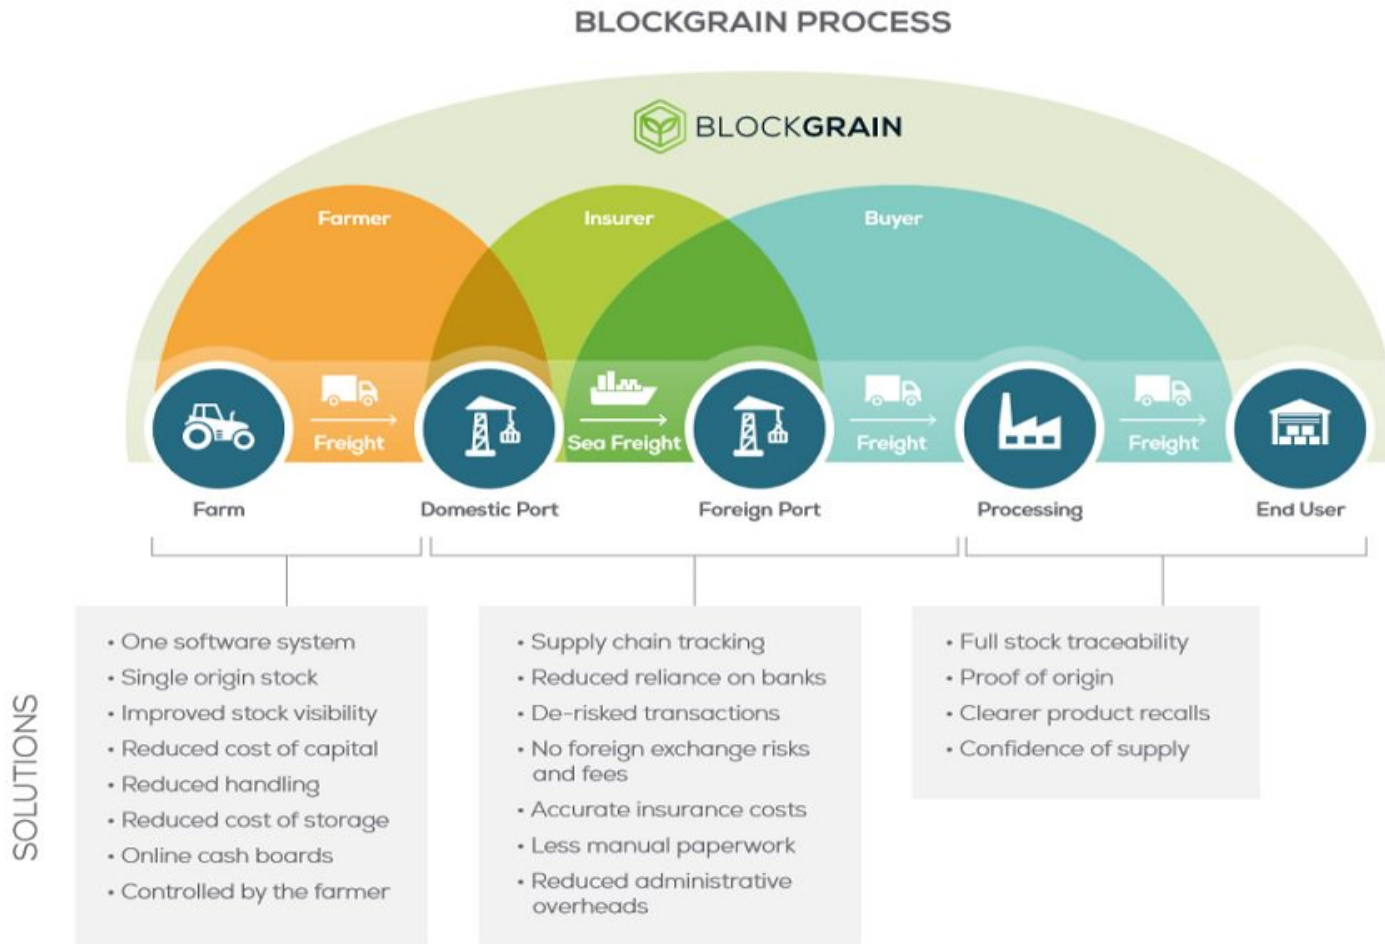 BLOCKGRAIN PROCESS
BLOCKGRAIN
Farmer
Insurer
Buyer
Freight
Sea Freight
Freight
Freight
Farm
Domestic Port
Foreign Port
Processing
End User
SOLUTIONS
• One software system
• Single origin stock
• Improved stock visibility
• Reduced cost of capital
• Reduced handling
• Reduced cost of storage
• Online cash boards
• Controlled by the farmer
• Supply chain tracking
• Reduced reliance on banks
• De-risked transactions
• No foreign exchange risks
and fees
• Accurate insurance costs
• Less manual paperwork
• Reduced administrative
overheads
• Full stock traceability
• Proof of origin
• Clearer product recalls
• Confidence of supply